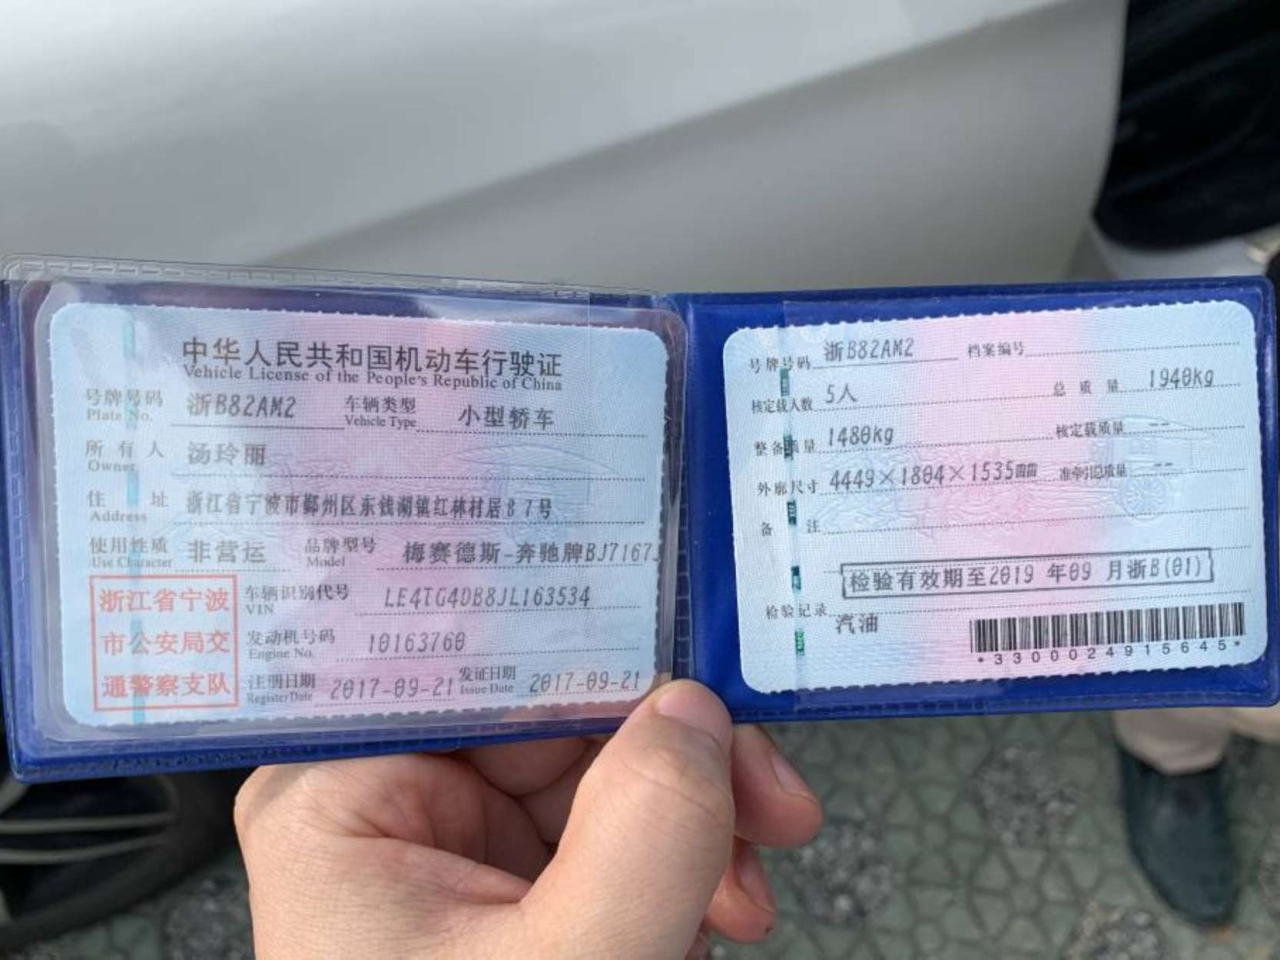 中华人民共和国机动车行驶证
Vehicle License of the People's Republic of China
号牌号码 浙B82AM2 车辆类型 小型轿车
Plate No. Vehicle Type
所有人 汤玲丽
Owner
住址 浙江省宁波市鄞州区东钱湖镇红林村居87号
Address
使用性质 非营运 品牌型号 梅赛德斯-奔驰牌BJ7167
Use Character Model
浙江省宁波
市公安局交
通警察支队
车辆识别代号 LE4TG4DB8JL163534
VIN
发动机号码 10163760
Engine No.
注册日期 2017-09-21 发证日期 2017-09-21
Register Date Issue Date
号牌号码 浙B82AM2 档案编号
核定载人数 5人 总质量 1940kg
整备质量 1480kg 核定载质量 --
外廓尺寸 4449×1804×1535mm 准牵引总质量 --
备注
检验有效期至2019年09月浙B(01)
检验记录
汽油
*3300024915645*